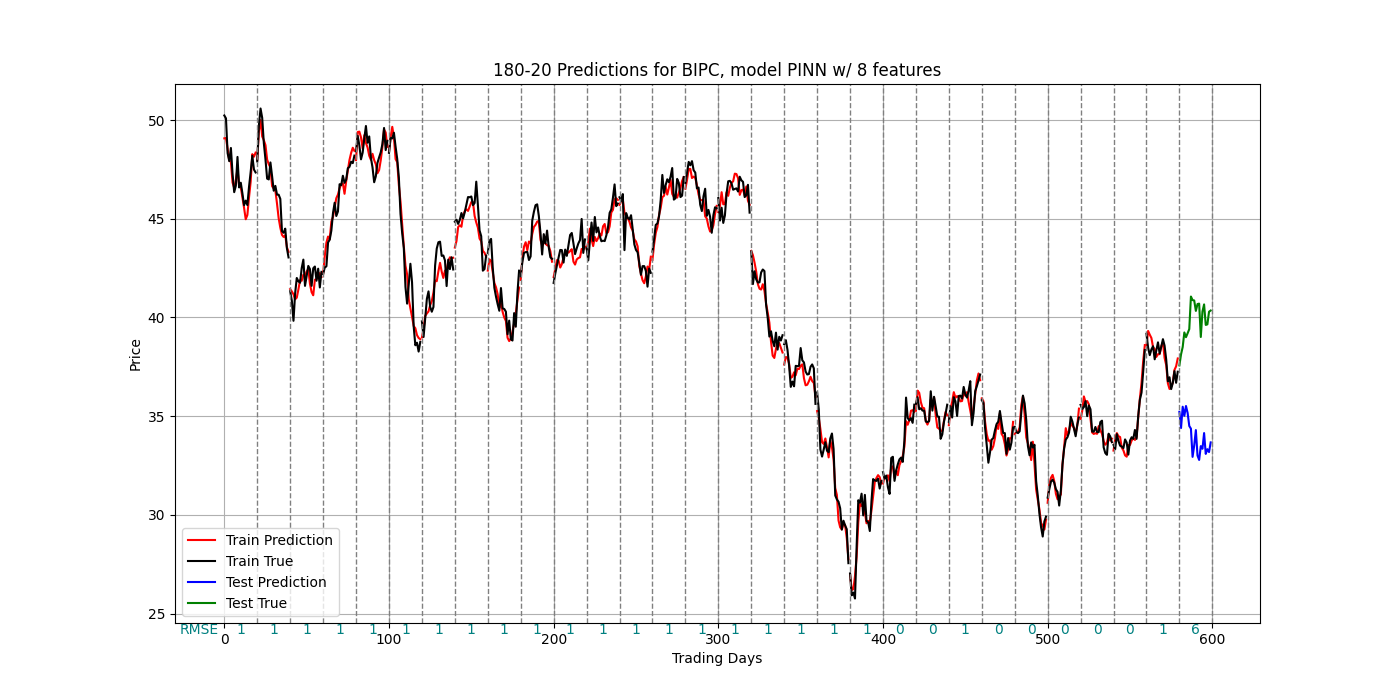 180-20 Predictions for BIPC, model PINN w/ 8 features
Price
50
45
40
35
30
25
Train Prediction
Train True
Test Prediction
Test True
RMSE 1 1 1 1 1 1 1 1 1 1 1 1 1 1 1 1 1 1 1 1 0 0 1 0 0 0 0 0 1 6
0 100 200 300 400 500 600
Trading Days